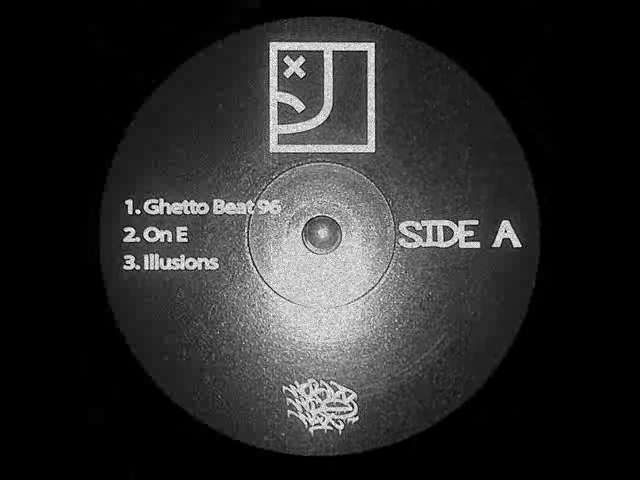 1. Ghetto Beat 96
2. On E
3. Illusions
SIDE A